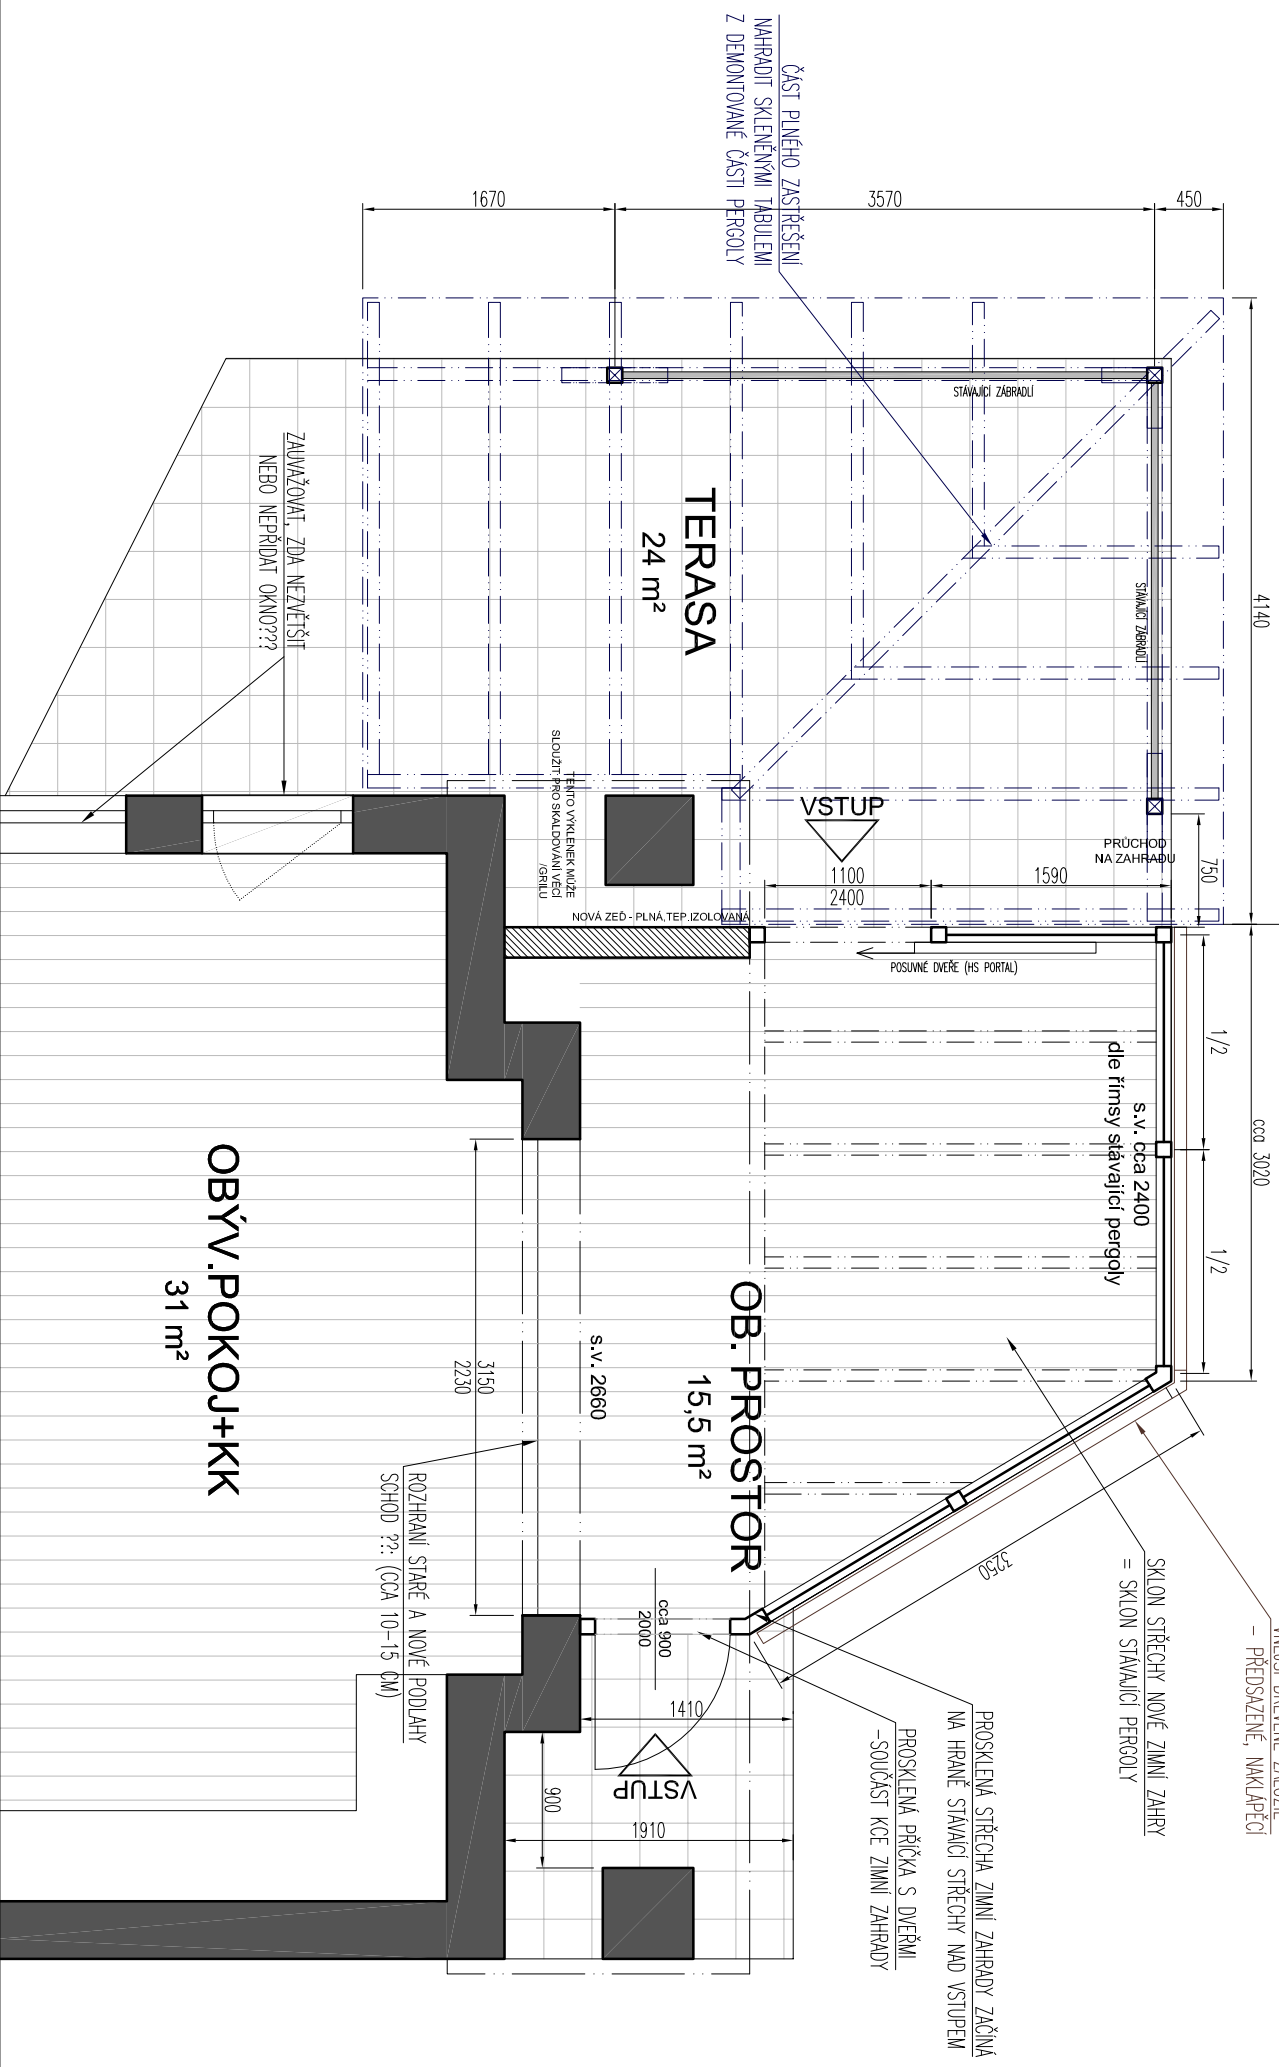 ČÁST PLNÉHO ZASTŘEŠENÍ
NAHRADIT SKLENĚNÝMI TABULEMI
Z DEMONTOVANÉ ČÁSTI PERGOLY
1670
3570
450
4140
STÁVAJÍCÍ ZÁBRADLÍ
STÁVAJÍCÍ ZÁBRADLÍ
TERASA
24 m²
ZAUVAŽOVAT, ZDA NEZVĚTŠIT
NEBO NEPŘIDAT OKNO???
TENTO VÝKLENEK MŮŽE
SLOUŽIT PRO SKALDOVÁNÍ VĚCÍ
/GRILU
VSTUP
PRŮCHOD
NA ZAHRADU
750
1100
2400
1590
NOVÁ ZEĎ - PLNÁ,TEP.IZOLOVANÁ
POSUVNÉ DVEŘE (HS PORTAL)
1/2
1/2
cca 3020
s.v. cca 2400
dle římsy stávající pergoly
OBÝV.POKOJ+KK
31 m²
OB. PROSTOR
15,5 m²
s.v. 2660
3150
2230
ROZHRANÍ STARÉ A NOVÉ PODLAHY
SCHOD ??: (CCA 10-15 CM)
3250
– PŘEDSAZENÉ, NAKLÁPĚCÍ
SKLON STŘECHY NOVÉ ZIMNÍ ZAHRY
= SKLON STÁVAJÍCÍ PERGOLY
PROSKLENÁ STŘECHA ZIMNÍ ZAHRADY ZAČÍNÁ
NA HRANĚ STÁVAÍCÍ STŘECHY NAD VSTUPEM
PROSKLENÁ PŘÍČKA S DVEŘMI
-SOUČÁST KCE ZIMNÍ ZAHRADY
cca 900
2000
1410
VSTUP
900
1910